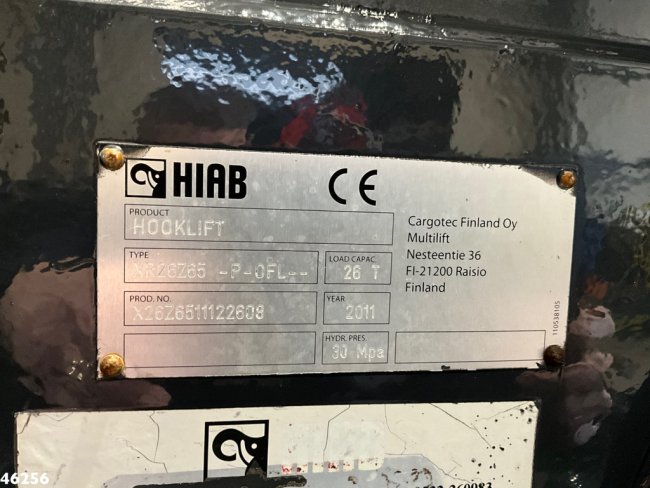 HIAB
CE
PRODUCT
HOOKLIFT
TYPE
XR26Z65 -P-OFL--
LOAD CAPAC.
26 T
PROD. NO.
X26Z6511122608
YEAR
2011
HYDR. PRES.
30 Mpa
Cargotec Finland Oy
Multilift
Nesteentie 36
FI-21200 Raisio
Finland
110538105
46256